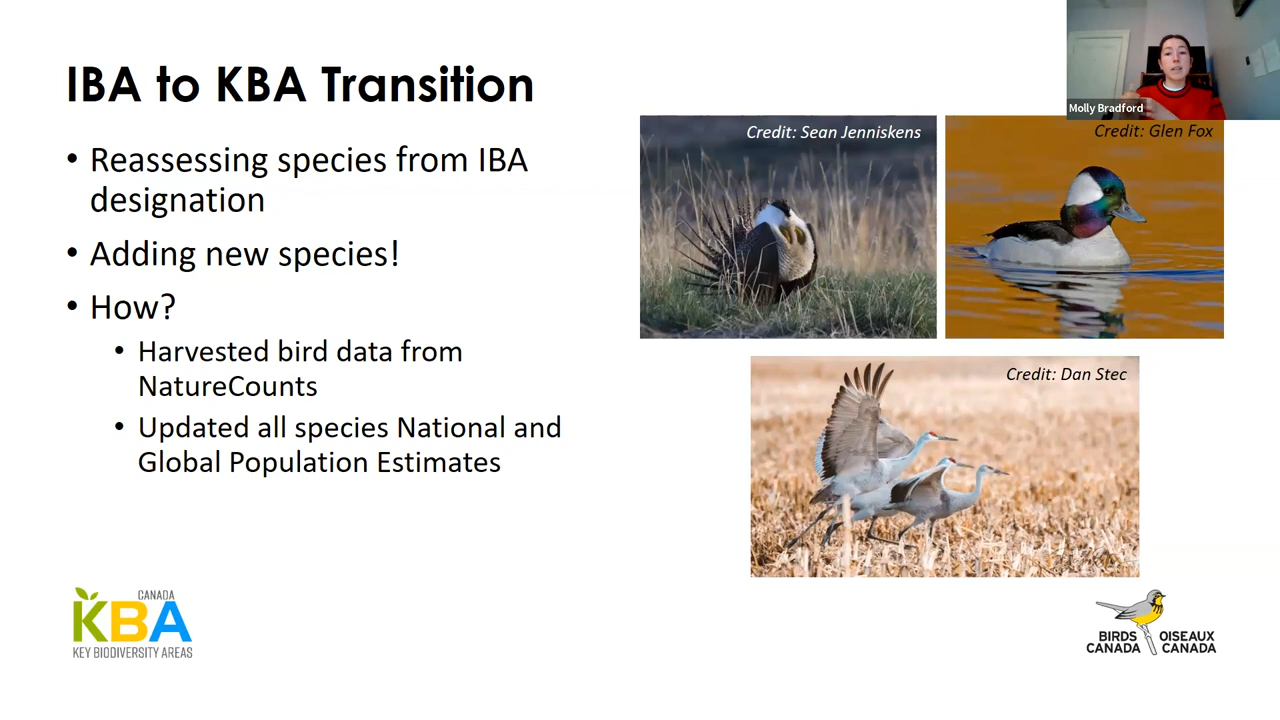 IBA to KBA Transition
• Reassessing species from IBA
designation
• Adding new species!
• How?
• Harvested bird data from
NatureCounts
• Updated all species National and
Global Population Estimates
Molly Bradford
Credit: Sean Jenniskens
Credit: Glen Fox
Credit: Dan Stec
CANADA
KBA
KEY BIODIVERSITY AREAS
BIRDS
CANADA
OISEAUX
CANADA